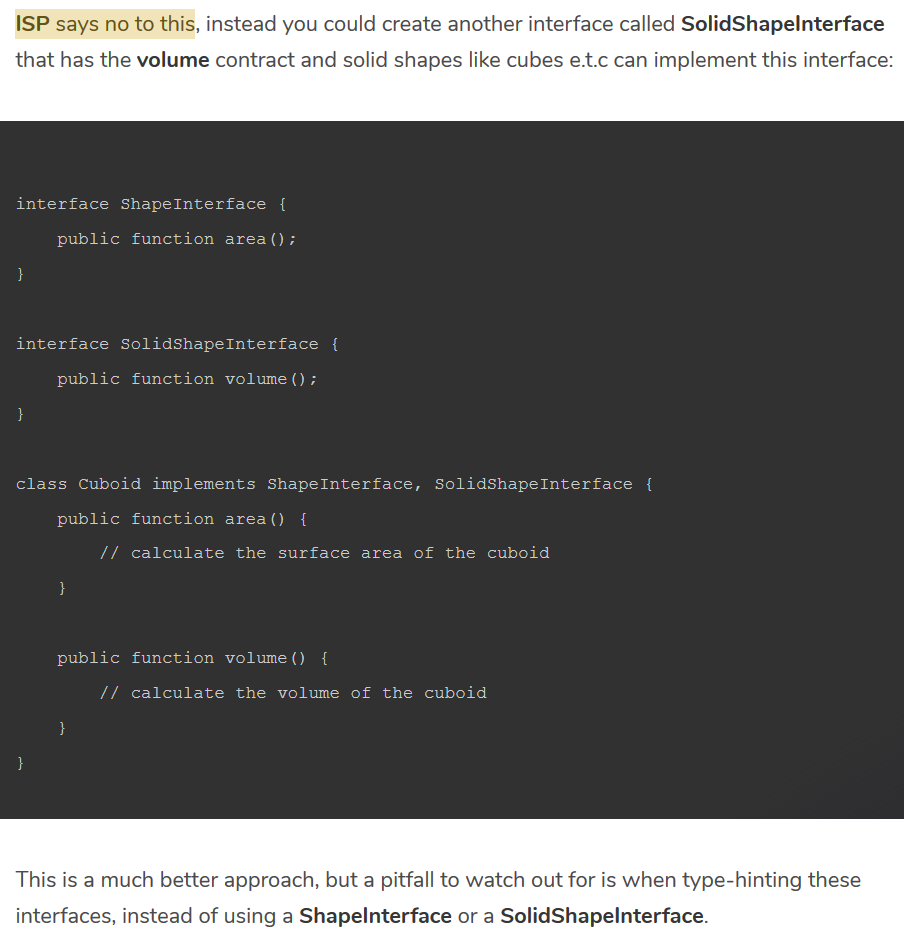 ISP says no to this, instead you could create another interface called SolidShapeInterface
that has the volume contract and solid shapes like cubes e.t.c can implement this interface:
interface ShapeInterface {
    public function area();
}
interface SolidShapeInterface {
    public function volume();
}
class Cuboid implements ShapeInterface, SolidShapeInterface {
    public function area() {
        // calculate the surface area of the cuboid
    }
    public function volume() {
        // calculate the volume of the cuboid
    }
}
This is a much better approach, but a pitfall to watch out for is when type-hinting these
interfaces, instead of using a ShapeInterface or a SolidShapeInterface.